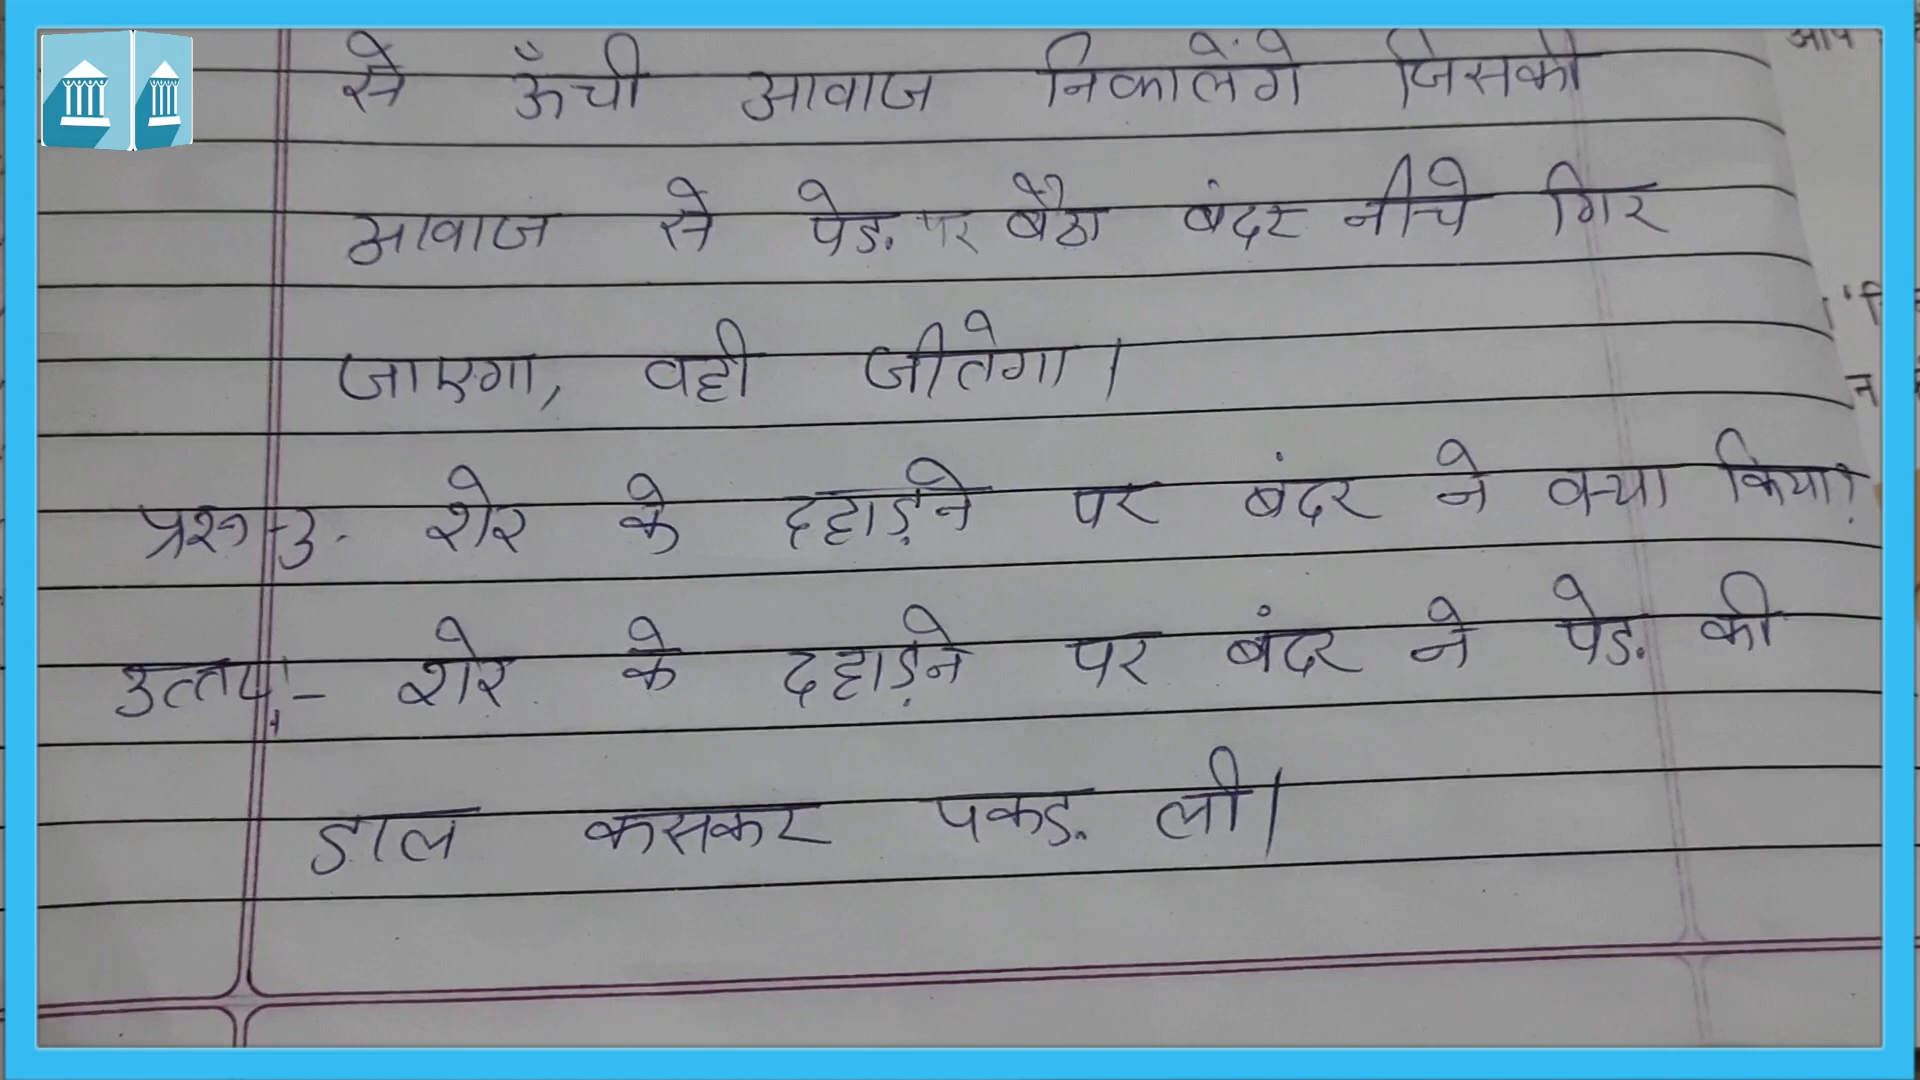 से ऊँची आवाज निकालेंगे जिसकी
आवाज से पेड़ पर बैठा बंदर नीचे गिर
जाएगा, वही जीतेगा।
प्रश्न-3. शेर के दहाड़ने पर बंदर ने क्या किया?
उत्तर:- शेर के दहाड़ने पर बंदर ने पेड़ की
डाल कसकर पकड़ ली।
आप